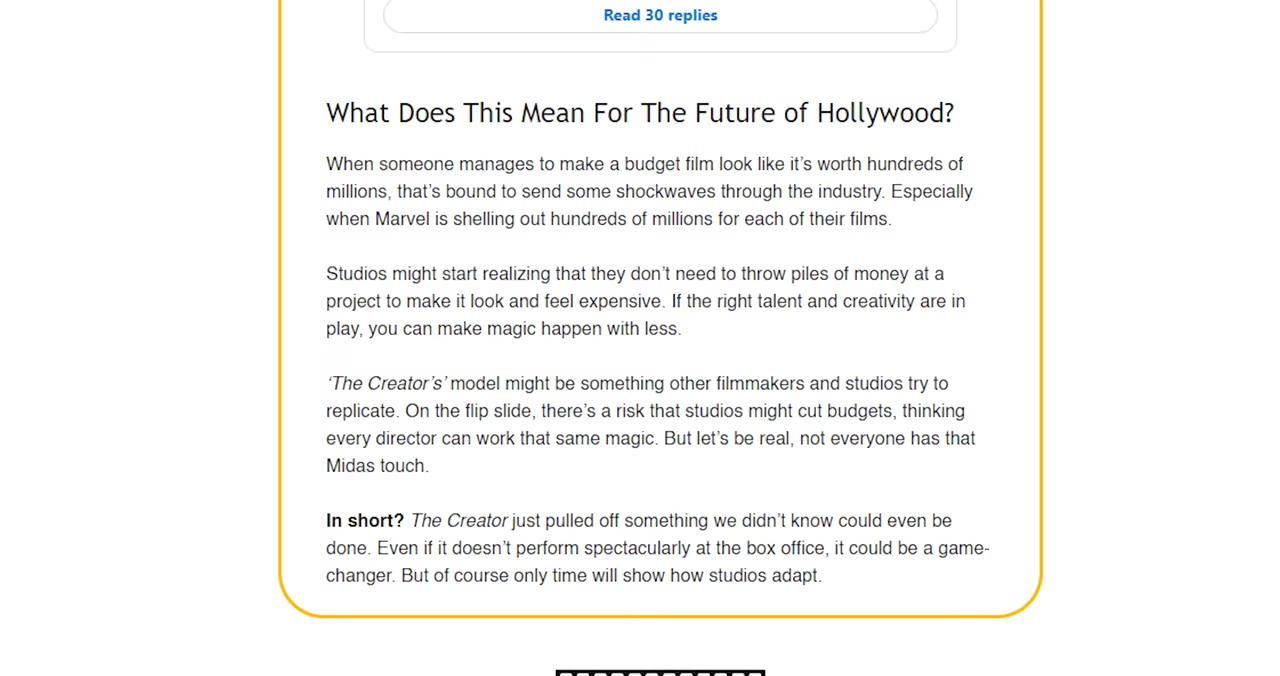 Read 30 replies
What Does This Mean For The Future of Hollywood?
When someone manages to make a budget film look like it’s worth hundreds of
millions, that’s bound to send some shockwaves through the industry. Especially
when Marvel is shelling out hundreds of millions for each of their films.
Studios might start realizing that they don’t need to throw piles of money at a
project to make it look and feel expensive. If the right talent and creativity are in
play, you can make magic happen with less.
‘The Creator’s’ model might be something other filmmakers and studios try to
replicate. On the flip slide, there’s a risk that studios might cut budgets, thinking
every director can work that same magic. But let’s be real, not everyone has that
Midas touch.
In short? The Creator just pulled off something we didn’t know could even be
done. Even if it doesn’t perform spectacularly at the box office, it could be a game-
changer. But of course only time will show how studios adapt.